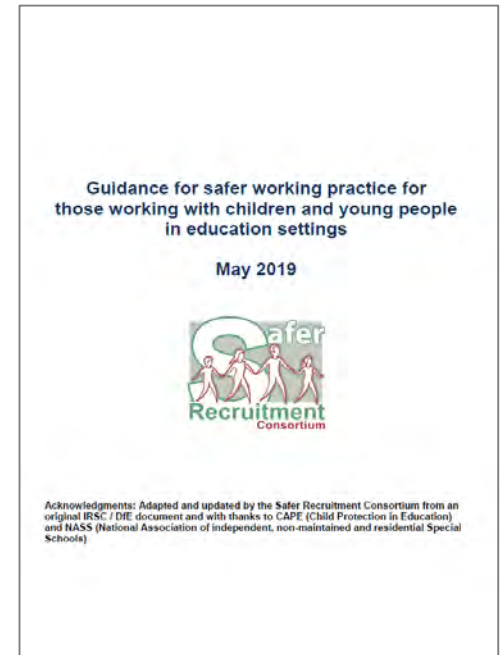 Guidance for safer working practice for
those working with children and young people
in education settings
May 2019
Safer
Recruitment
Consortium
Acknowledgments: Adapted and updated by the Safer Recruitment Consortium from an
original IRSC / DfE document and with thanks to CAPE (Child Protection in Education)
and NASS (National Association of independent, non-maintained and residential Special
Schools)